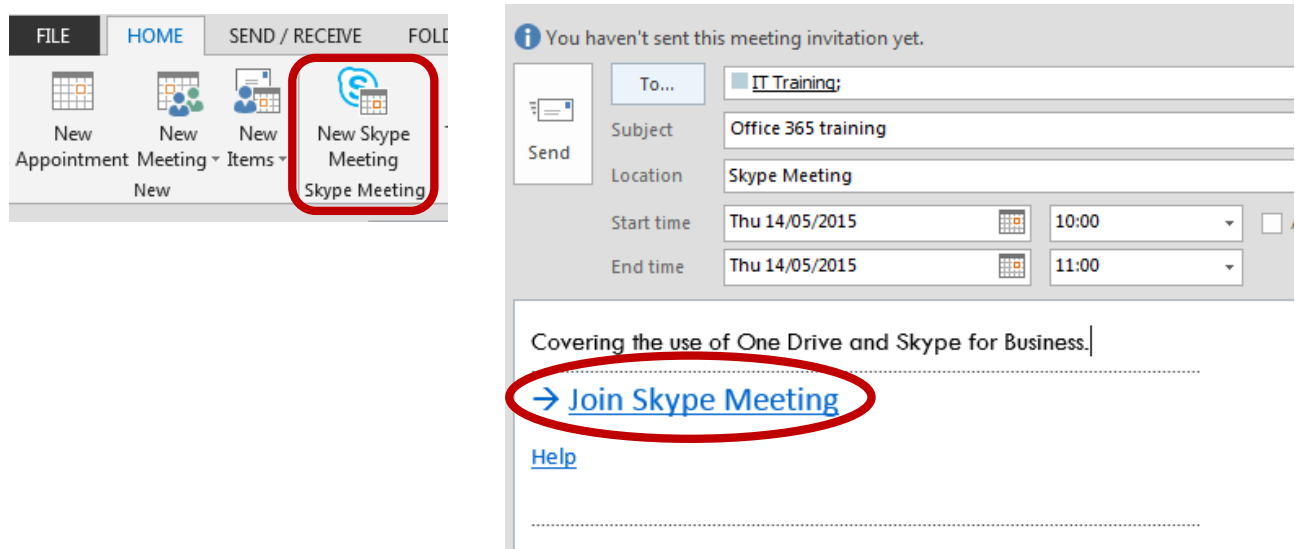 FILE HOME SEND / RECEIVE
New Appointment
New Meeting
New Items
New Skype Meeting
New
Skype Meeting
You haven't sent this meeting invitation yet.
Send
To... IT Training;
Subject Office 365 training
Location Skype Meeting
Start time Thu 14/05/2015 10:00
End time Thu 14/05/2015 11:00
Covering the use of One Drive and Skype for Business.
→ Join Skype Meeting
Help